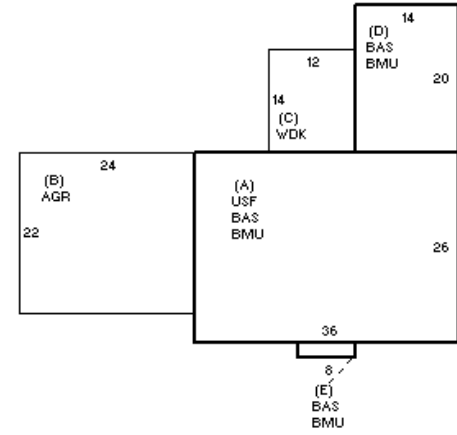 14
(D)
BAS
BMU
20
12
14
(C)
WDK
24
(B)
AGR
22
(A)
USF
BAS
BMU
26
36
8
(E)
BAS
BMU